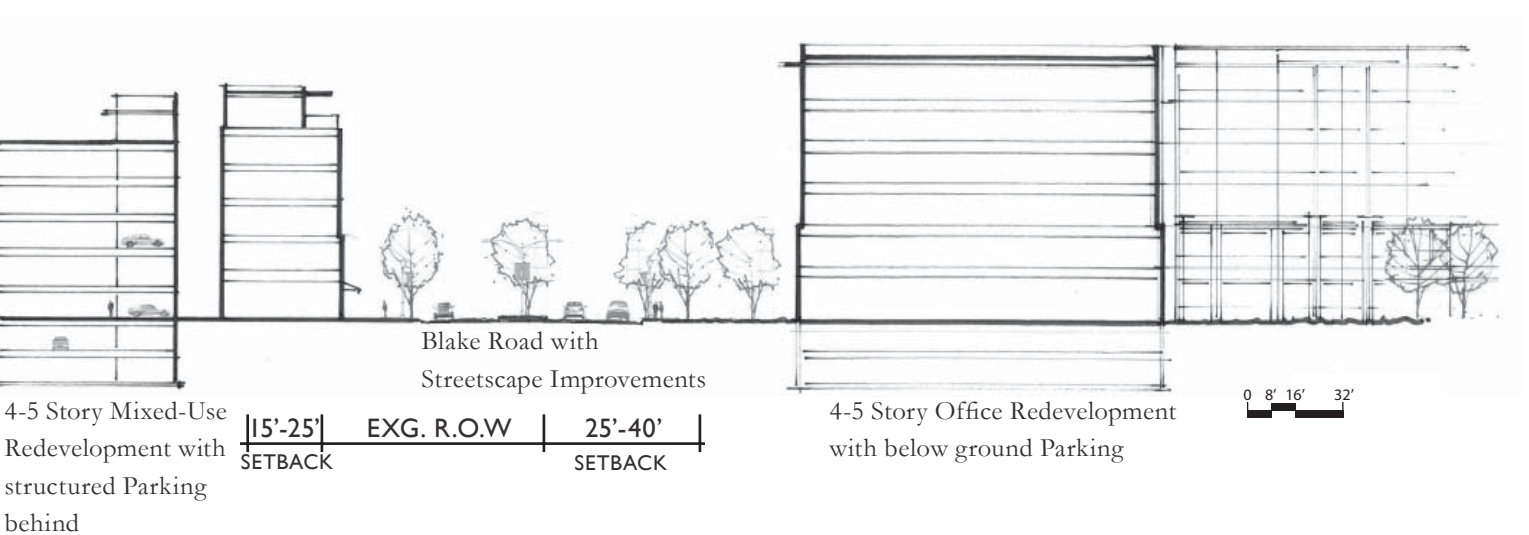 Blake Road with
Streetscape Improvements
4-5 Story Mixed-Use
Redevelopment with
structured Parking
behind
15’-25’
SETBACK
EXG. R.O.W
25’-40’
SETBACK
4-5 Story Office Redevelopment
with below ground Parking
0 8’ 16’ 32’